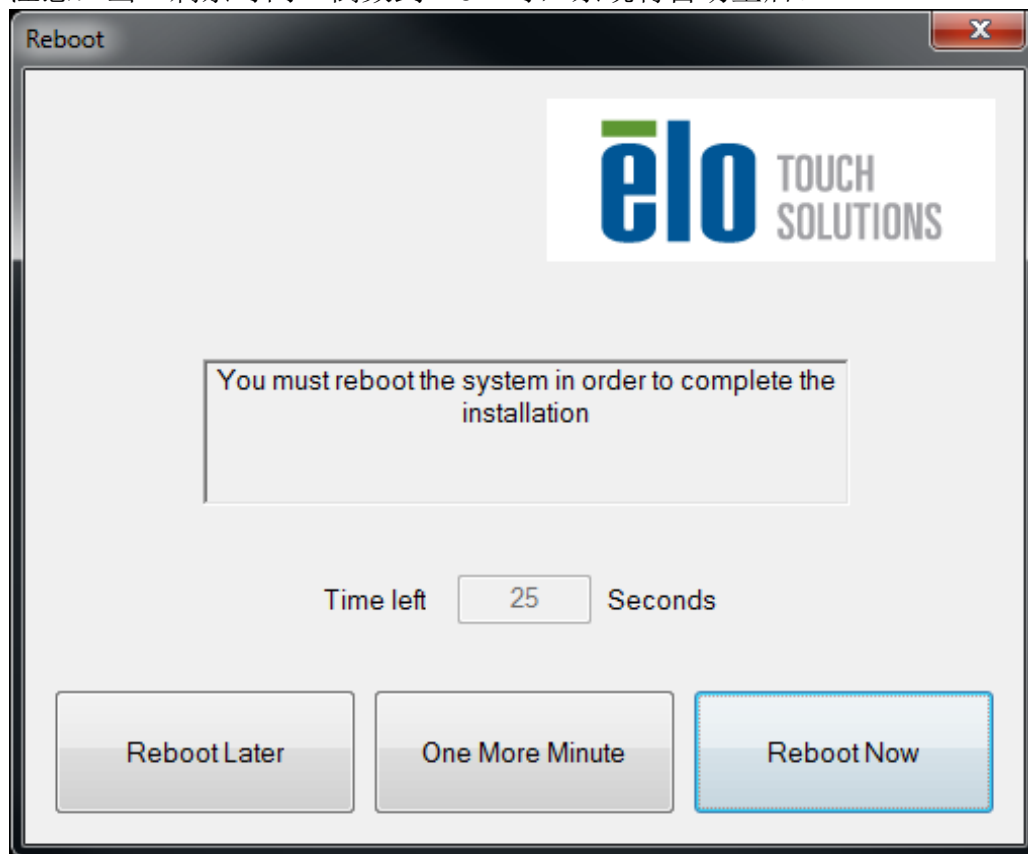 Reboot
ēlo TOUCH
SOLUTIONS
You must reboot the system in order to complete the
installation
Time left 25 Seconds
Reboot Later One More Minute Reboot Now